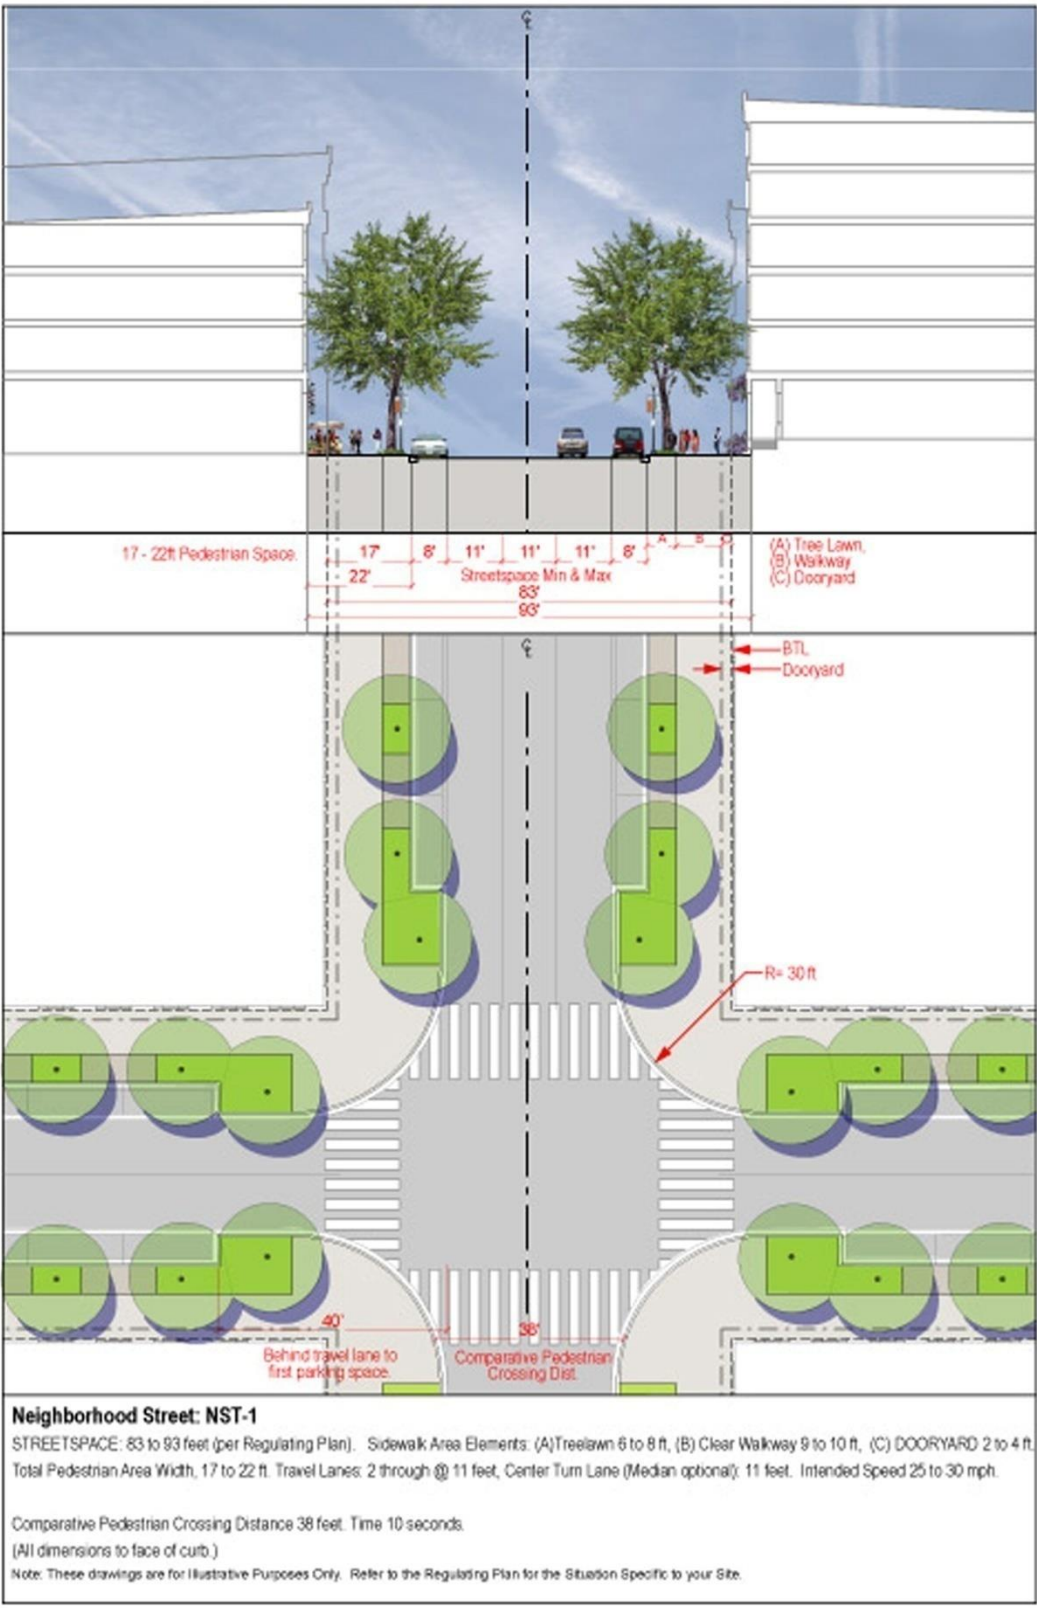 ℄
17 - 22ft Pedestrian Space.
17' 8' 11' 11' 11' 8' A B C
22'
Streetspace Min & Max
83'
93'
(A) Tree Lawn,
(B) Walkway
(C) Dooryard
℄
BTL
Dooryard
R= 30 ft
40'
38'
Behind travel lane to
first parking space.
Comparative Pedestrian
Crossing Dist.
Neighborhood Street: NST-1
STREETSPACE: 83 to 93 feet (per Regulating Plan). Sidewalk Area Elements: (A)Treelawn 6 to 8 ft, (B) Clear Walkway 9 to 10 ft, (C) DOORYARD 2 to 4 ft.
Total Pedestrian Area Width, 17 to 22 ft. Travel Lanes: 2 through @ 11 feet, Center Turn Lane (Median optional): 11 feet. Intended Speed 25 to 30 mph.
Comparative Pedestrian Crossing Distance 38 feet. Time 10 seconds.
(All dimensions to face of curb.)
Note: These drawings are for Illustrative Purposes Only. Refer to the Regulating Plan for the Situation Specific to your Site.